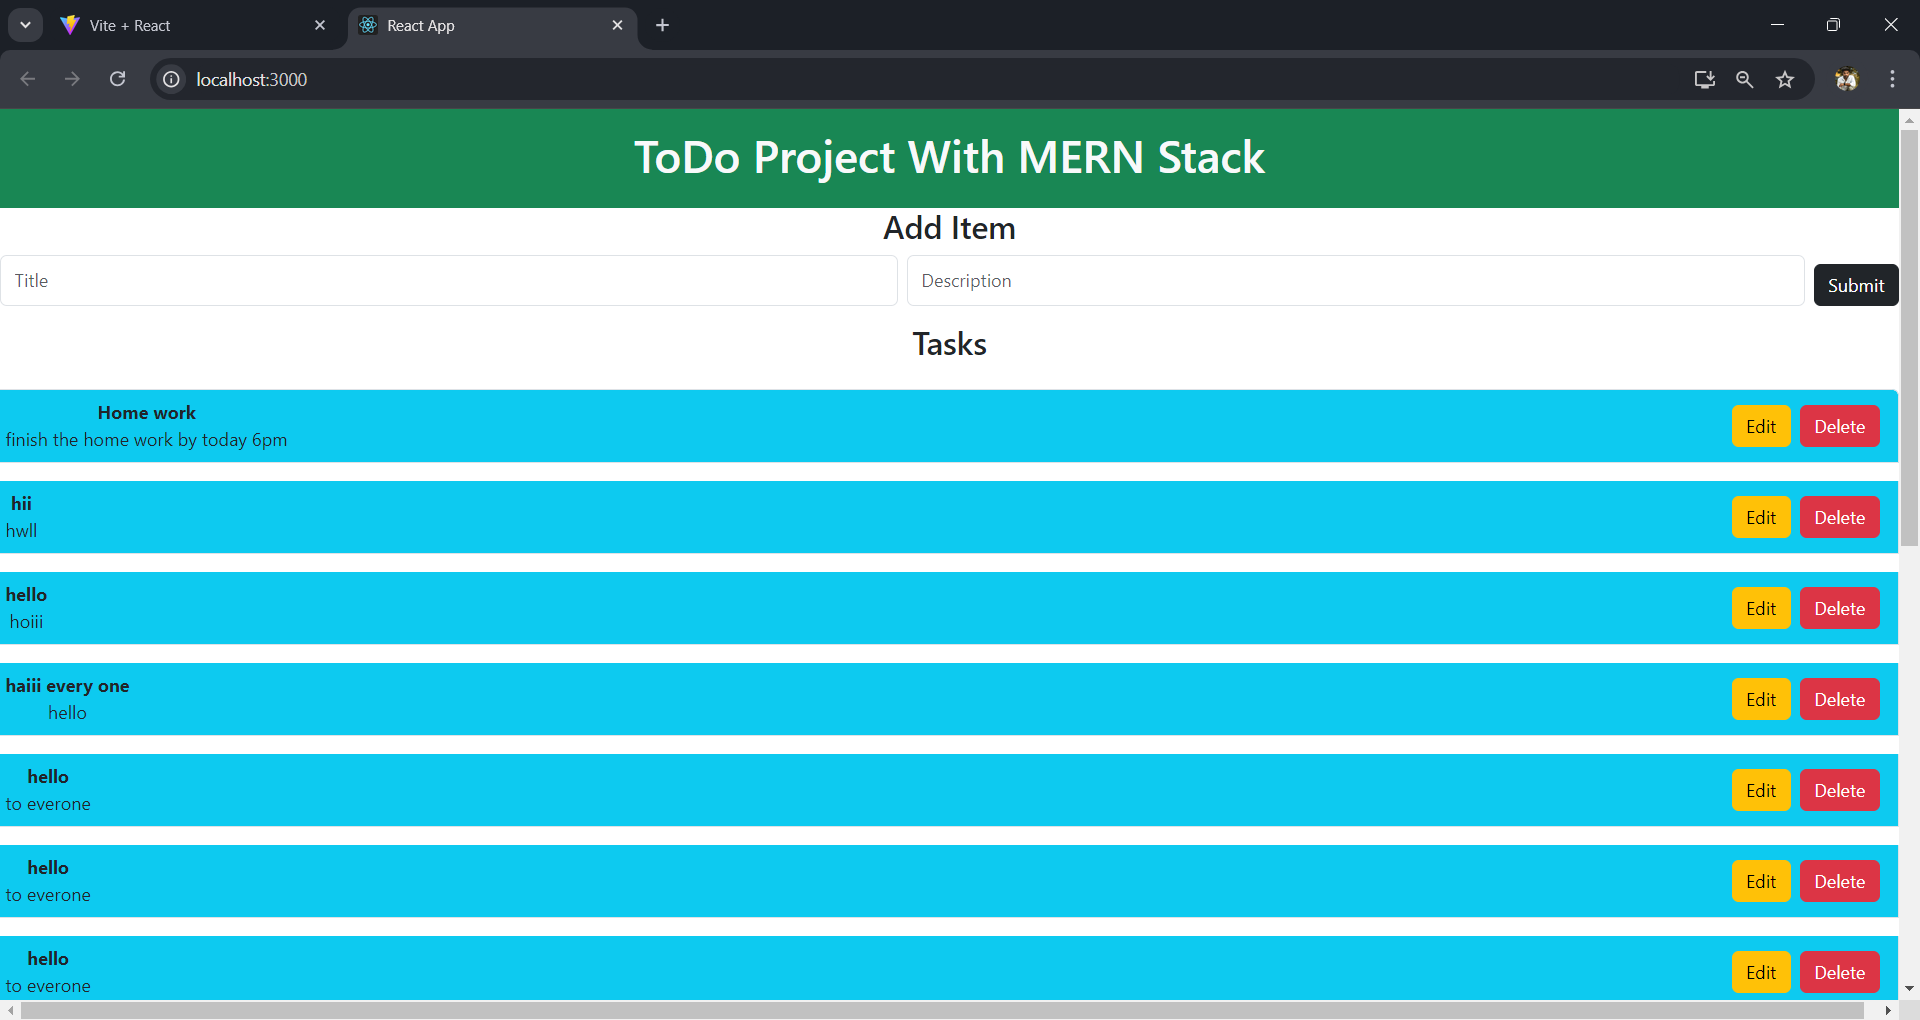 Vite + React
React App
localhost:3000
ToDo Project With MERN Stack
Add Item
Title Description Submit
Tasks
Home work
finish the home work by today 6pm
Edit Delete
hii
hwll
Edit Delete
hello
hoiii
Edit Delete
haiii every one
hello
Edit Delete
hello
to everone
Edit Delete
hello
to everone
Edit Delete
hello
to everone
Edit Delete